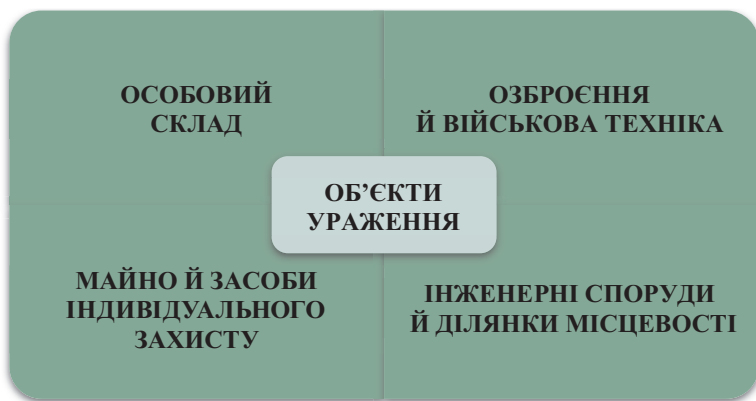 ОСОБОВИЙ
СКЛАД
ОЗБРОЄННЯ
Й ВІЙСЬКОВА ТЕХНІКА
ОБ’ЄКТИ
УРАЖЕННЯ
МАЙНО Й ЗАСОБИ
ІНДИВІДУАЛЬНОГО
ЗАХИСТУ
ІНЖЕНЕРНІ СПОРУДИ
Й ДІЛЯНКИ МІСЦЕВОСТІ